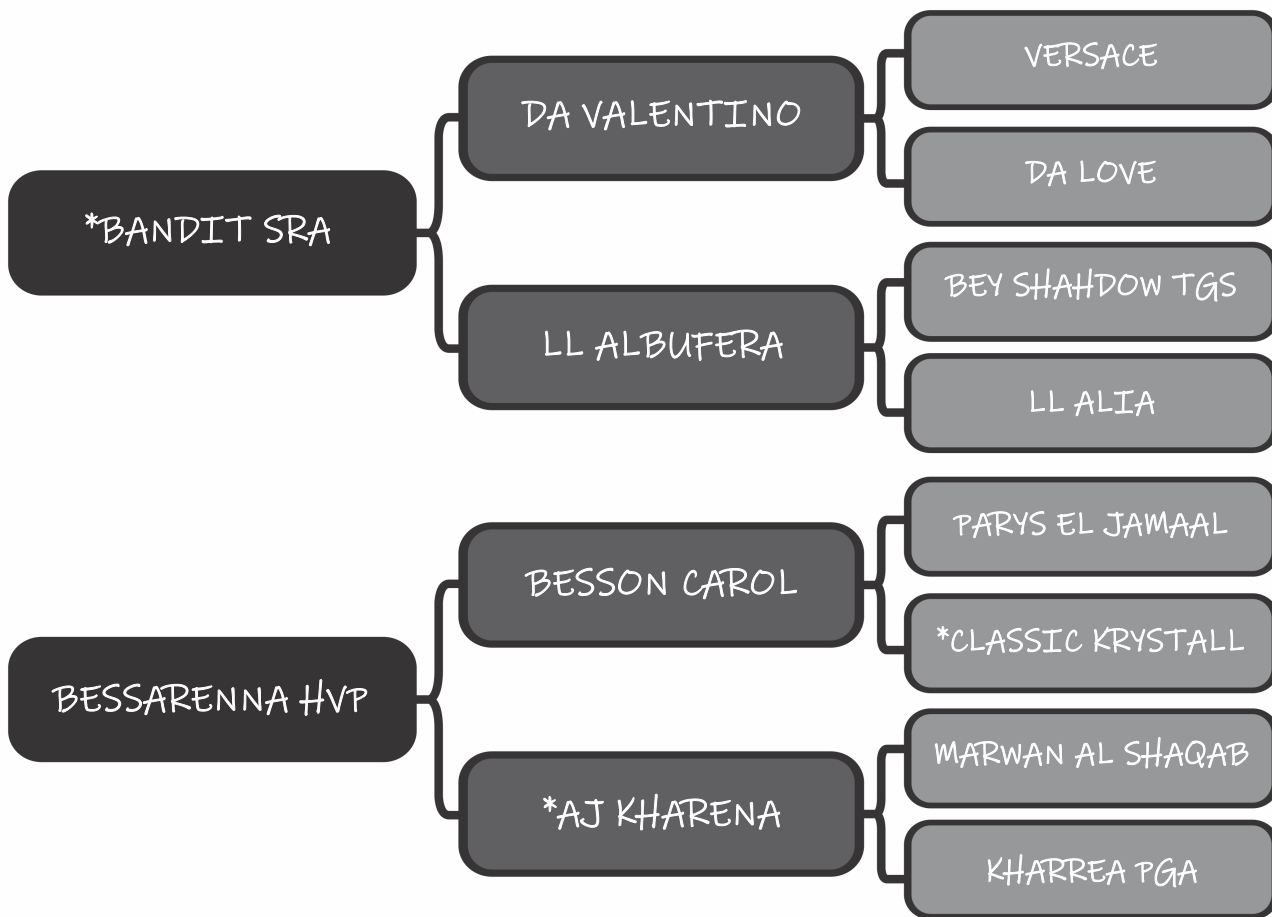 VERSACE
DA VALENTINO
DA LOVE
*BANDIT SRA
BEY SHAHDOW TGS
LL ALBUFERA
LL ALIA
PARYS EL JAMAAL
BESSON CAROL
*CLASSIC KRYSTALL
BESSARENNA HVP
MARWAN AL SHAQAB
*AJ KHARENA
KHARREA PGA